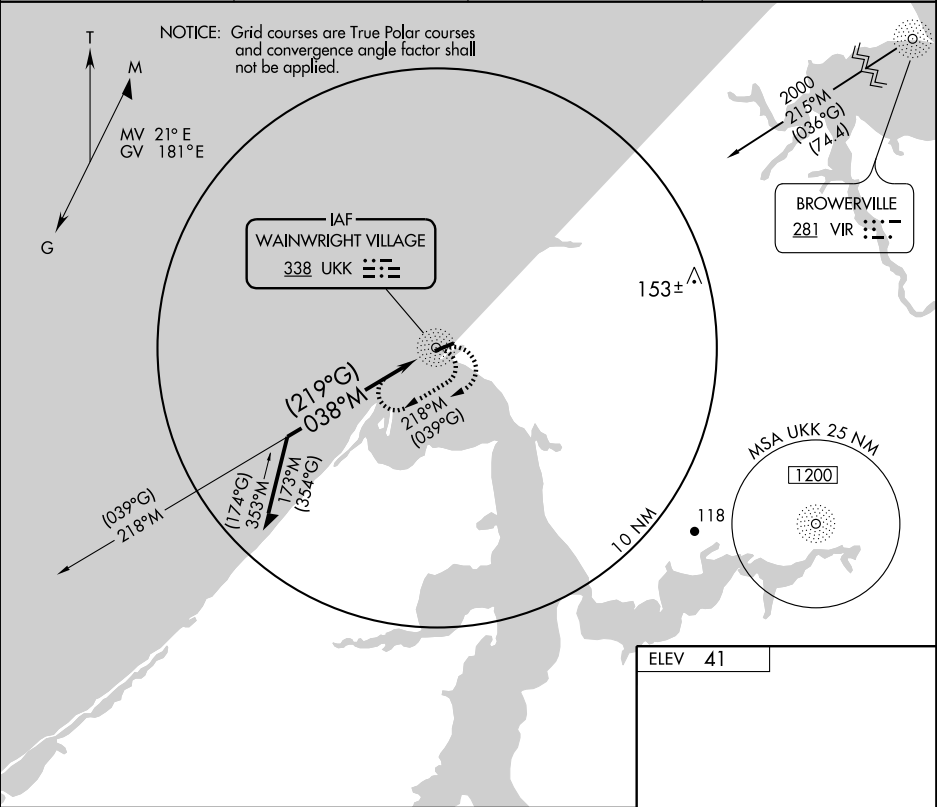 NOTICE: Grid courses are True Polar courses
and convergence angle factor shall
not be applied.
T
M
MV 21° E
GV 181°E
G
2000
215°M
(036°G)
(74.4)
BROWERVILLE
281 VIR
IAF
WAINWRIGHT VILLAGE
338 UKK
153±
(219°G)
038°M
218°M
(039°G)
(174°G)
353°M
173°M
(354°G)
(039°G)
218°M
10 NM
118
MSA UKK 25 NM
1200
ELEV 41